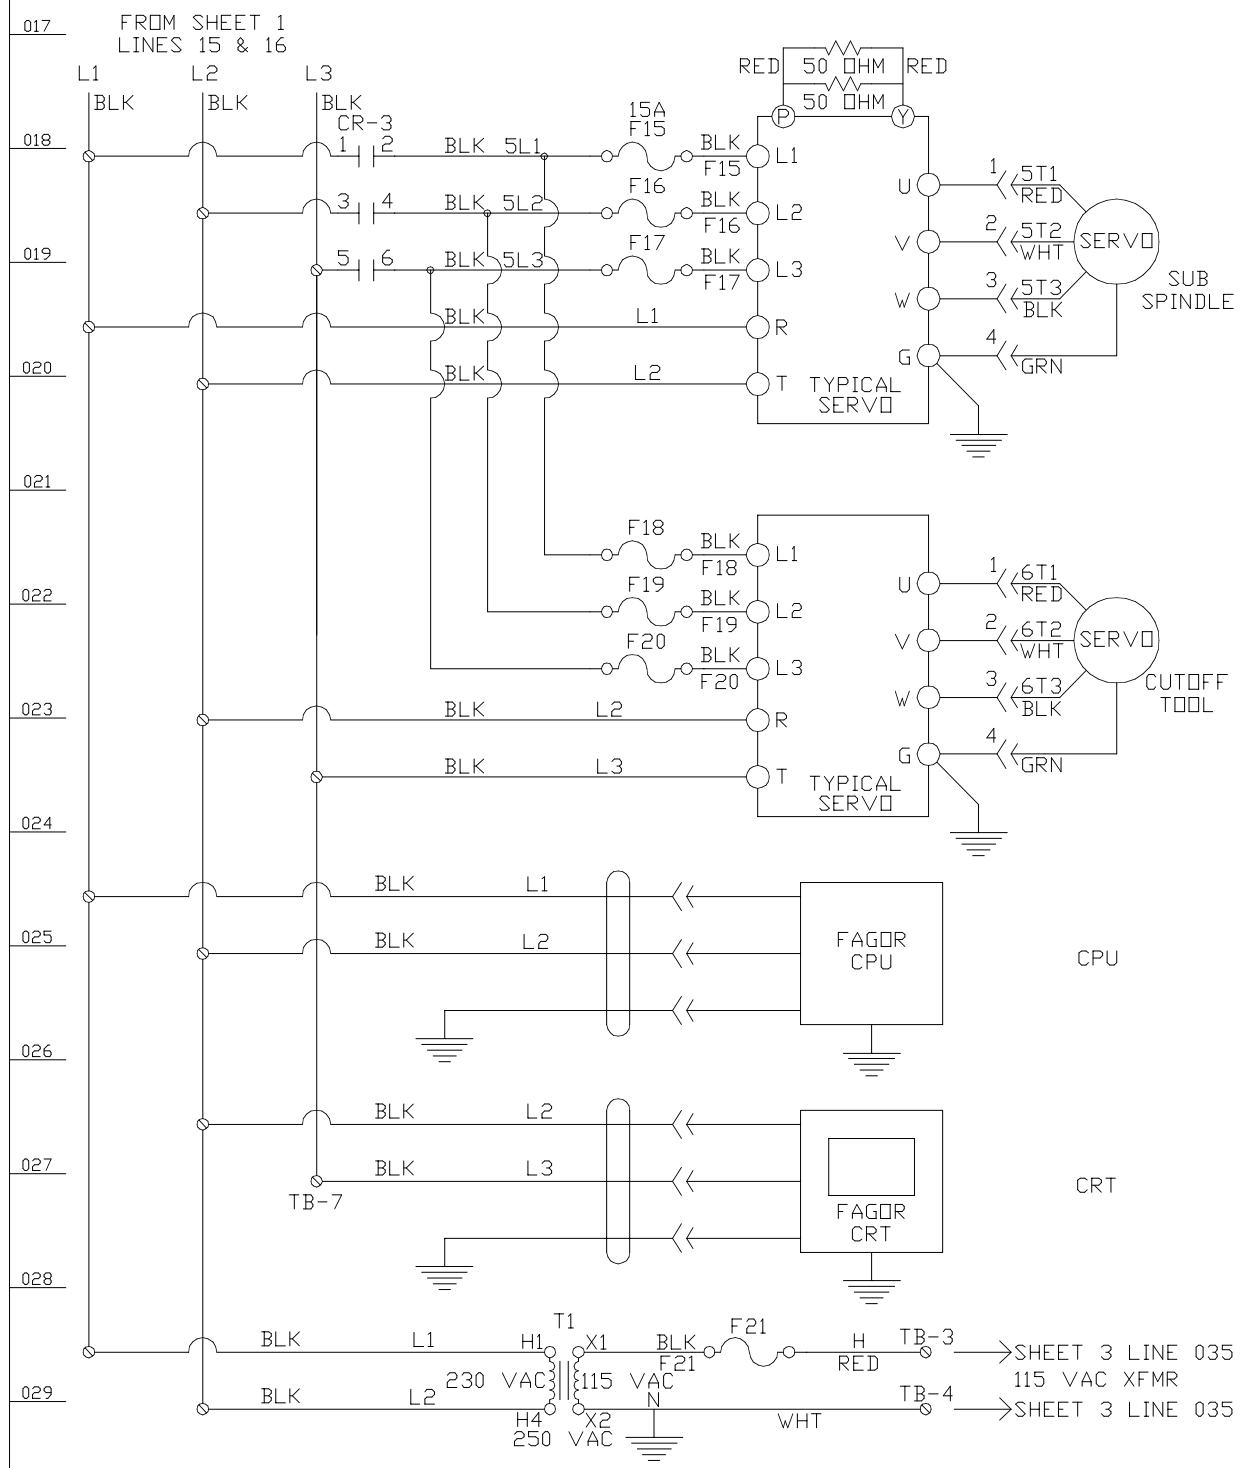 017
FROM SHEET 1
LINES 15 & 16
L1
L2
L3
BLK
BLK
BLK
RED
50 OHM
RED
50 OHM
P
Y
018
CR-3
1
2
BLK
5L1
15A
F15
BLK
F15
L1
3
4
BLK
5L2
F16
BLK
F16
L2
019
5
6
BLK
5L3
F17
BLK
F17
L3
BLK
L1
R
020
BLK
L2
T
TYPICAL
SERVO
U
1
5T1
RED
V
2
5T2
WHT
W
3
5T3
BLK
G
4
GRN
SERVO
SUB
SPINDLE
021
F18
BLK
F18
L1
022
F19
BLK
F19
L2
F20
BLK
F20
L3
023
BLK
L2
R
BLK
L3
T
TYPICAL
SERVO
U
1
6T1
RED
V
2
6T2
WHT
W
3
6T3
BLK
G
4
GRN
SERVO
CUTOFF
TOOL
024
BLK
L1
025
BLK
L2
FAGOR
CPU
CPU
026
BLK
L2
027
BLK
L3
TB-7
FAGOR
CRT
CRT
028
BLK
L1
T1
H1
X1
BLK
F21
F21
H
RED
TB-3
SHEET 3 LINE 035
230 VAC
115 VAC
115 VAC XFMR
029
BLK
L2
N
H4
X2
250 VAC
WHT
TB-4
SHEET 3 LINE 035